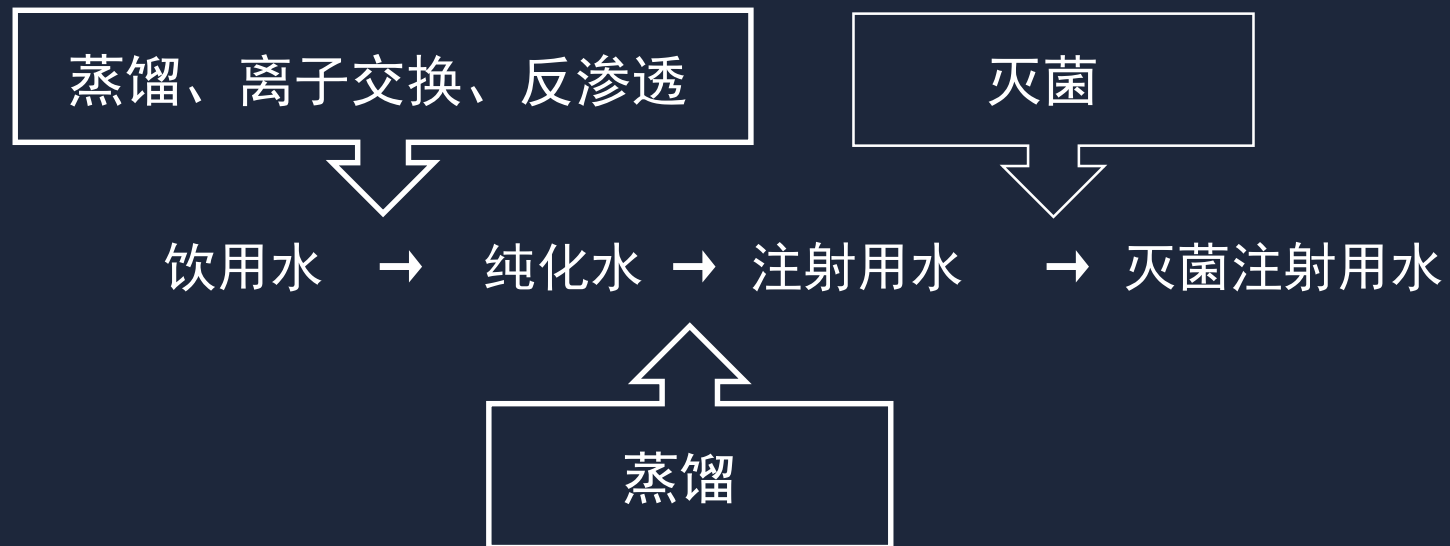 蒸馏、离子交换、反渗透
灭菌
饮用水 → 纯化水 → 注射用水 → 灭菌注射用水
蒸馏